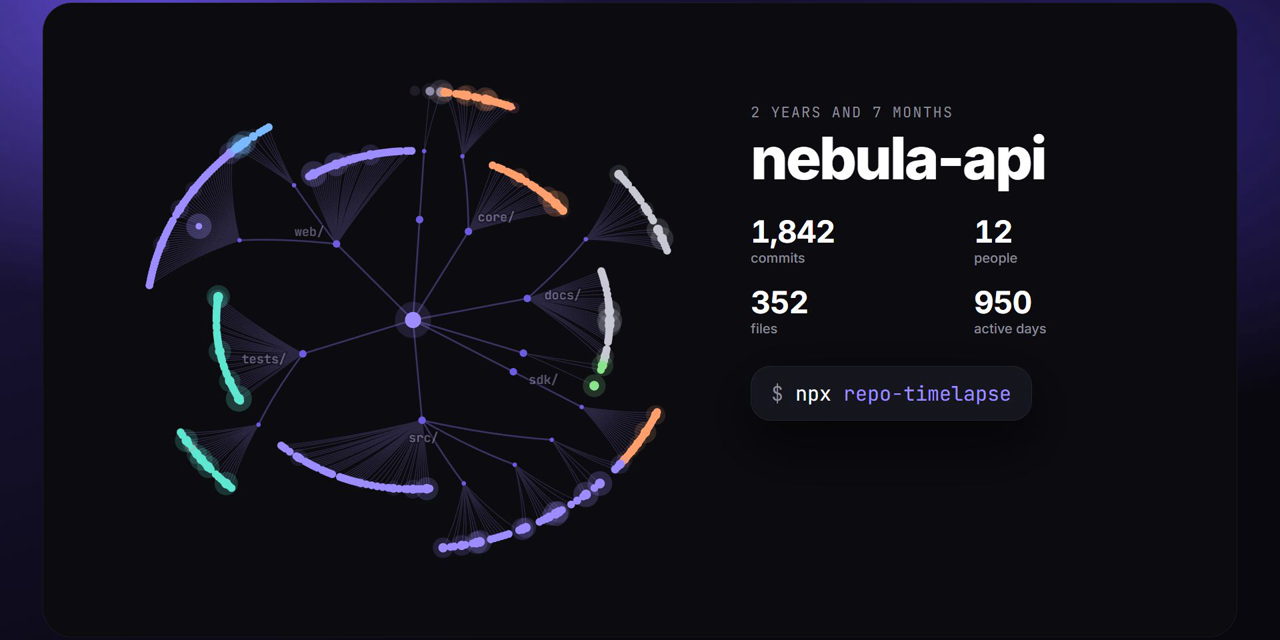 web/
core/
docs/
tests/
sdk/
src/
2 YEARS AND 7 MONTHS
nebula-api
1,842
commits
12
people
352
files
950
active days
$ npx repo-timelapse